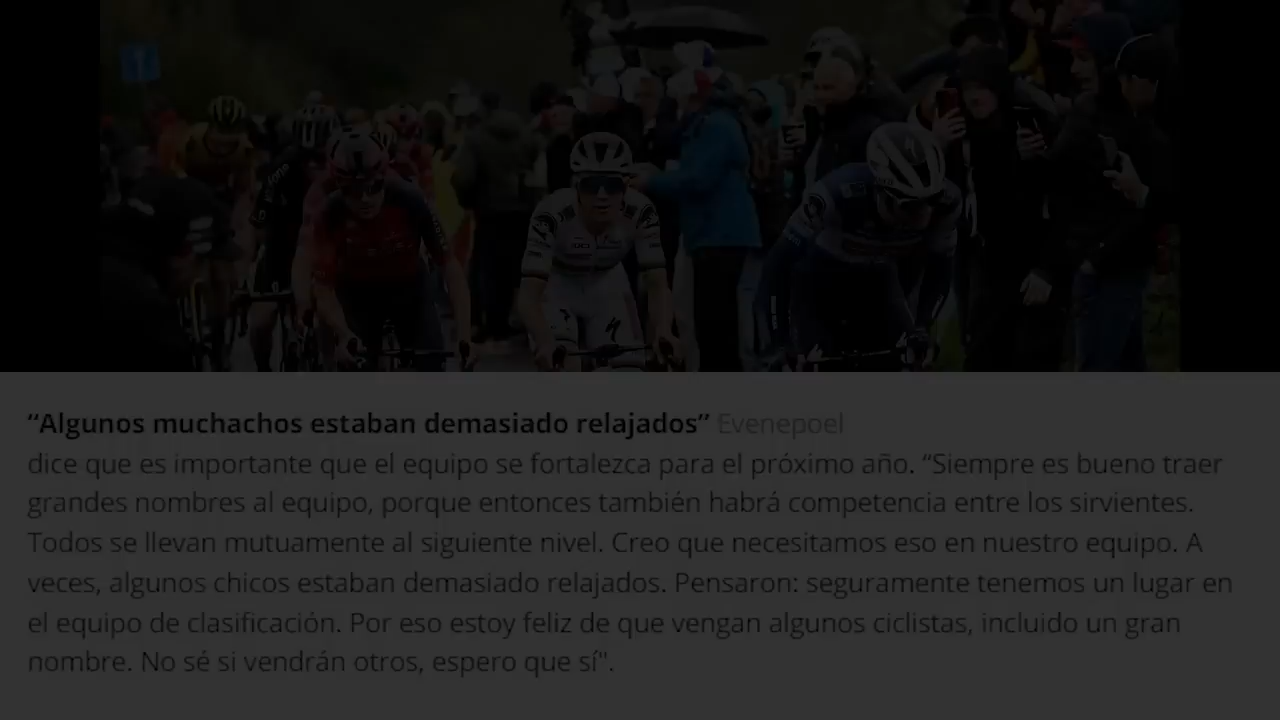 “Algunos muchachos estaban demasiado relajados” Evenepoel
dice que es importante que el equipo se fortalezca para el próximo año. “Siempre es bueno traer
grandes nombres al equipo, porque entonces también habrá competencia entre los sirvientes.
Todos se llevan mutuamente al siguiente nivel. Creo que necesitamos eso en nuestro equipo. A
veces, algunos chicos estaban demasiado relajados. Pensaron: seguramente tenemos un lugar en
el equipo de clasificación. Por eso estoy feliz de que vengan algunos ciclistas, incluido un gran
nombre. No sé si vendrán otros, espero que sí".